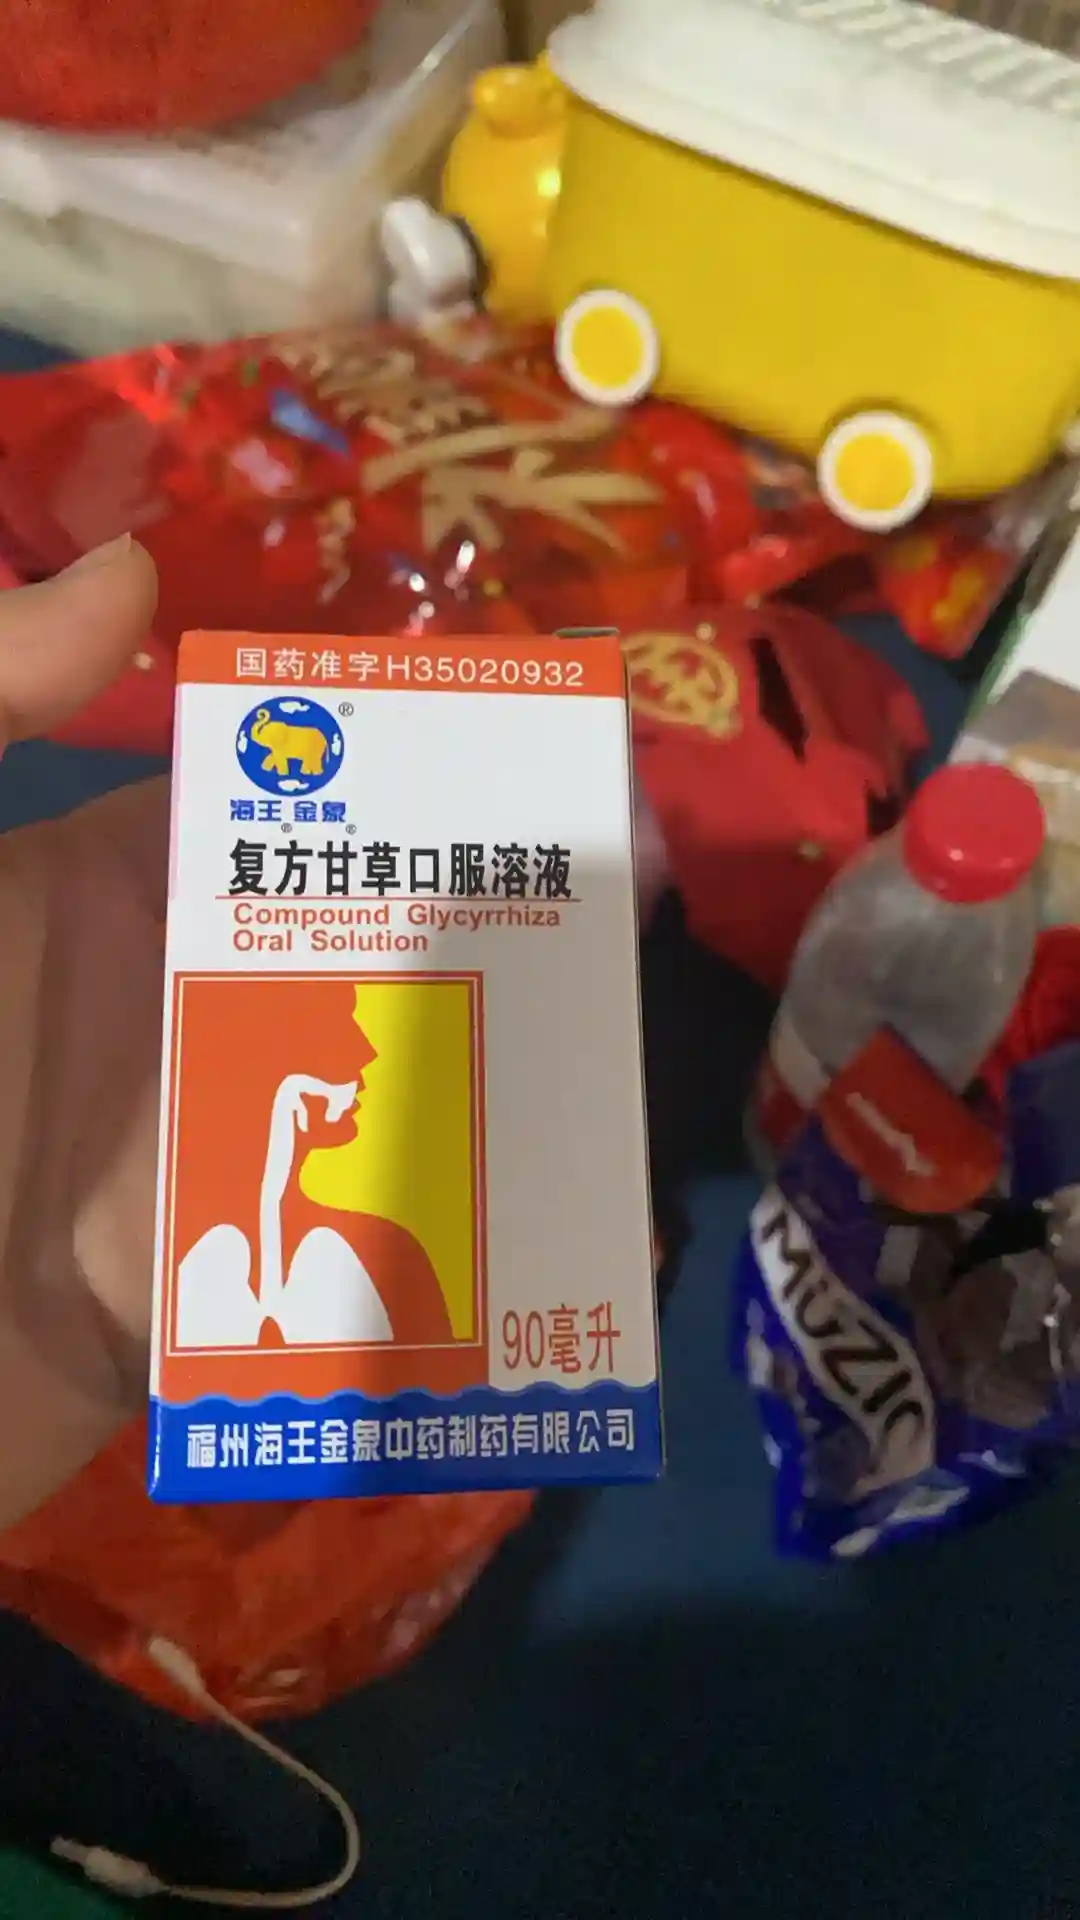 国药准字H35020932
®
海王®金象®
复方甘草口服溶液
Compound Glycyrrhiza
Oral Solution
90毫升
福州海王金象中药制药有限公司
MUZIC